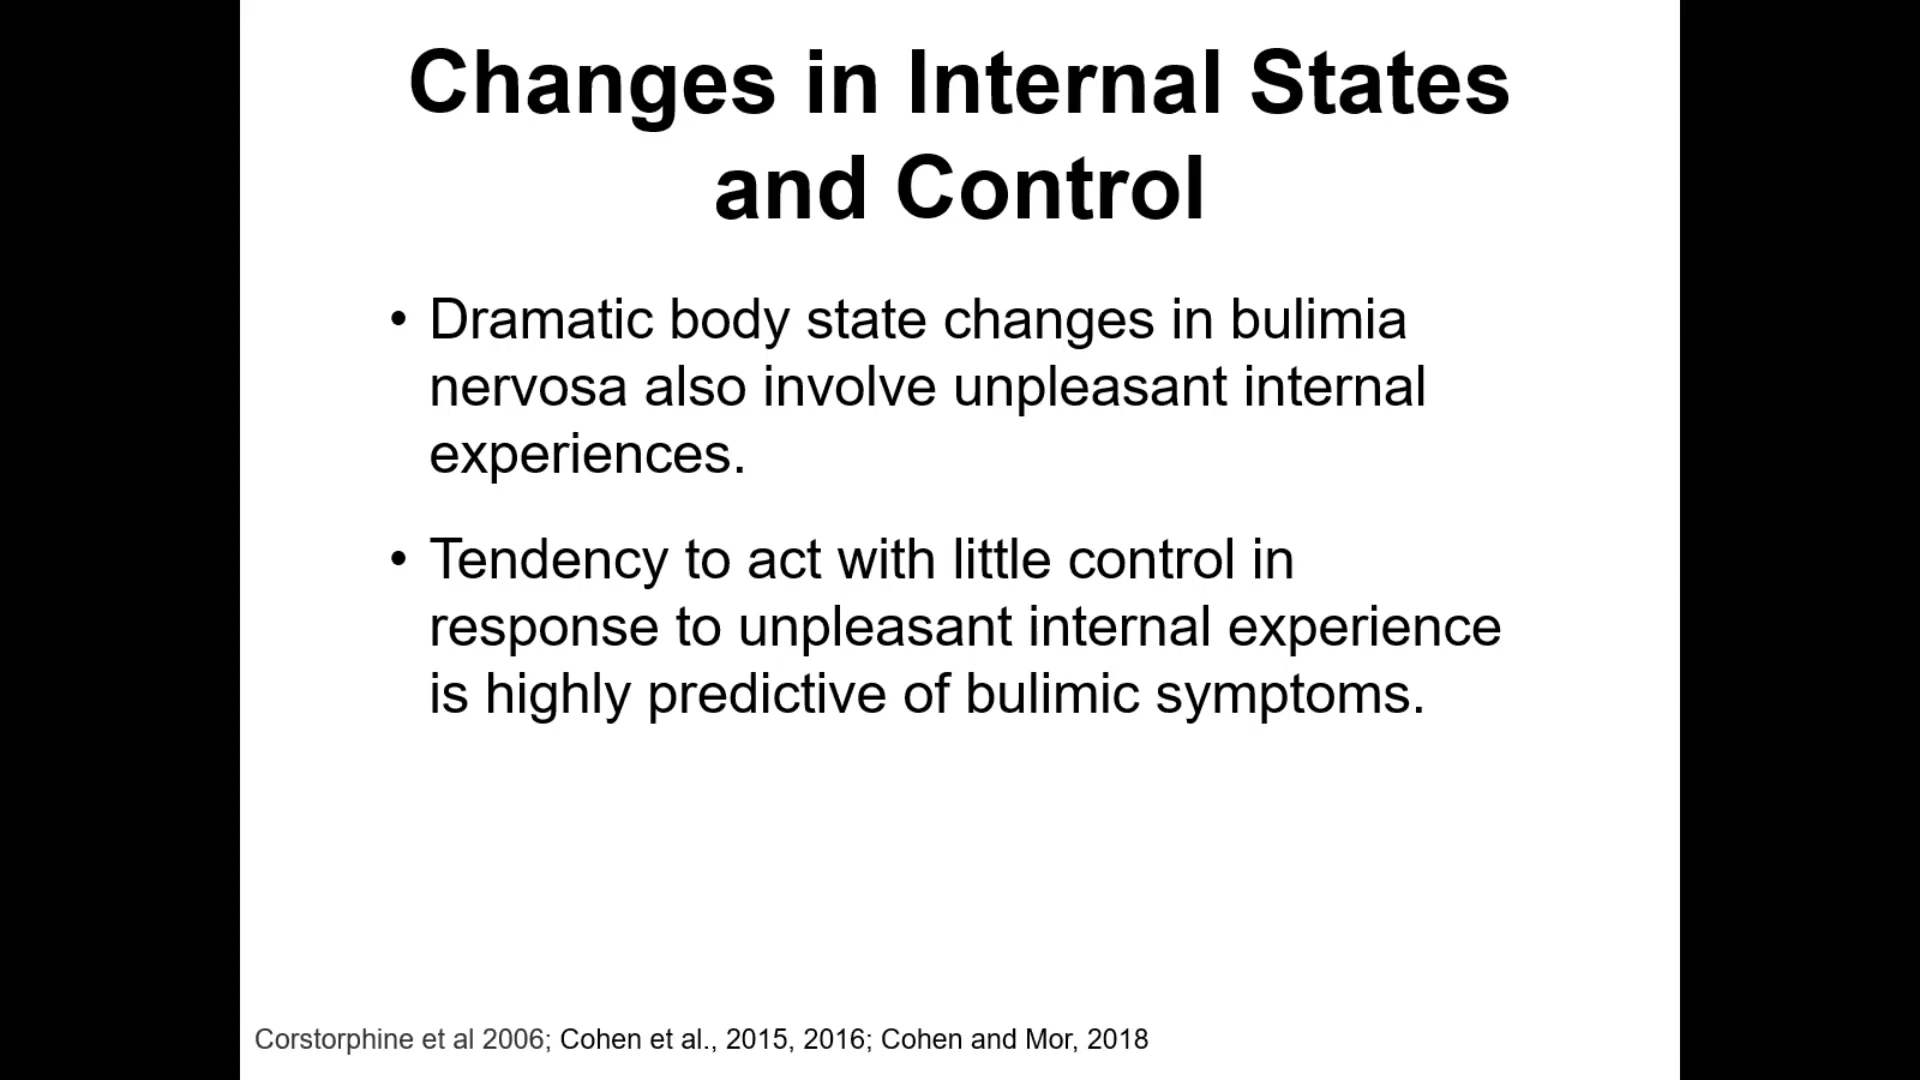 Changes in Internal States
and Control
• Dramatic body state changes in bulimia
nervosa also involve unpleasant internal
experiences.
• Tendency to act with little control in
response to unpleasant internal experience
is highly predictive of bulimic symptoms.
Corstorphine et al 2006; Cohen et al., 2015, 2016; Cohen and Mor, 2018